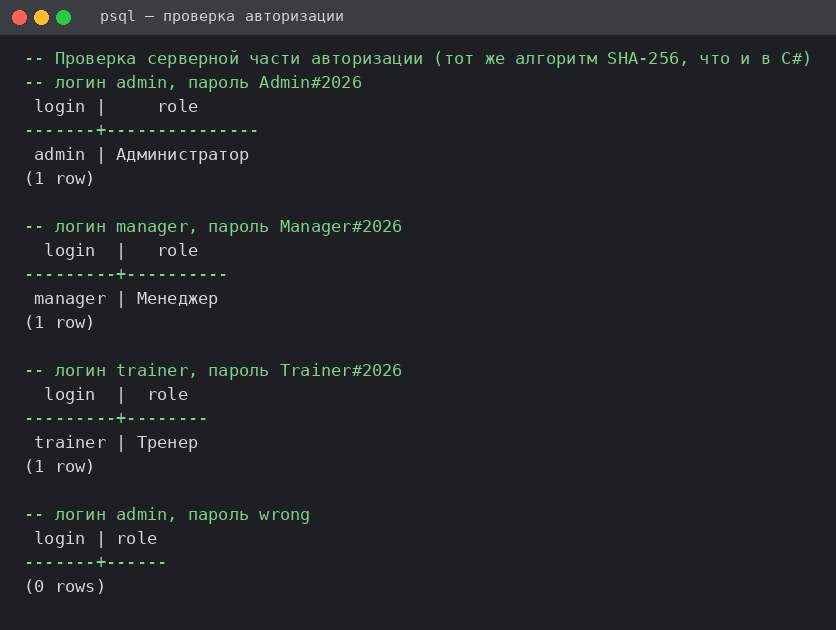 psql — проверка авторизации
-- Проверка серверной части авторизации (тот же алгоритм SHA-256, что и в C#)
-- логин admin, пароль Admin#2026
 login |     role
-------+---------------
 admin | Администратор
(1 row)

-- логин manager, пароль Manager#2026
  login  |   role
---------+----------
 manager | Менеджер
(1 row)

-- логин trainer, пароль Trainer#2026
  login  |  role
---------+--------
 trainer | Тренер
(1 row)

-- логин admin, пароль wrong
 login | role
-------+------
(0 rows)